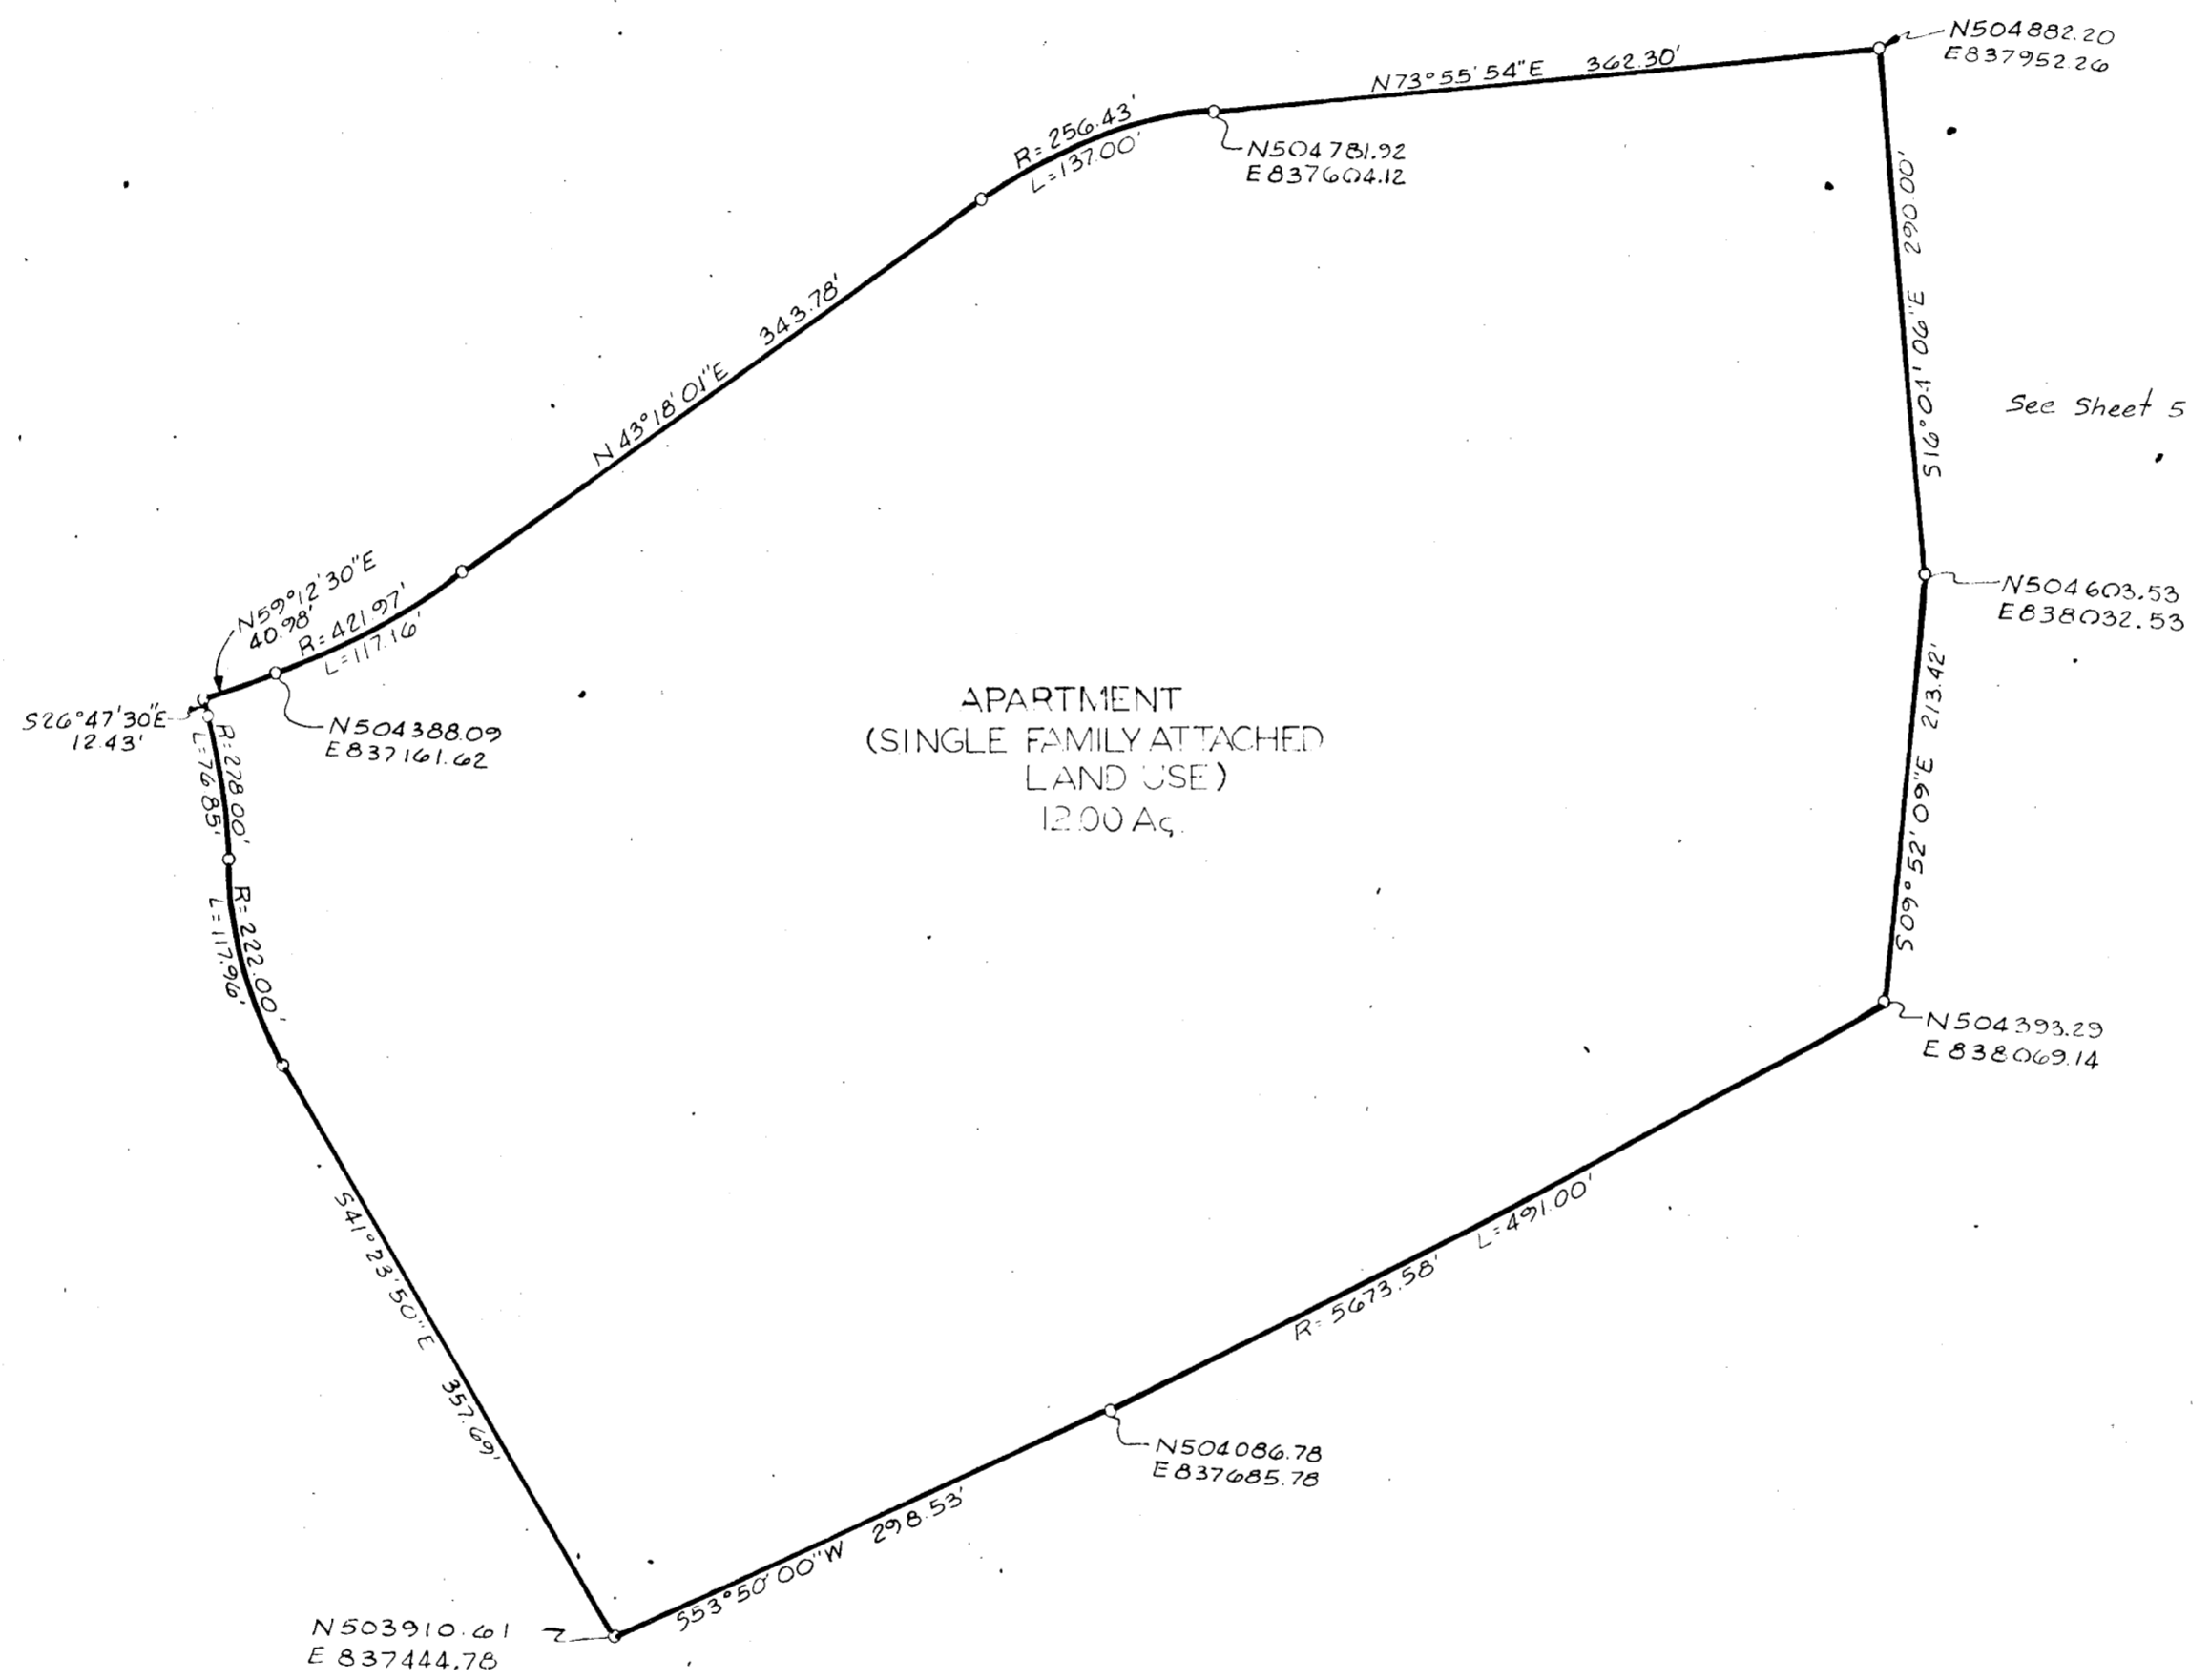 N504882.20
E837952.26
N73°55'54"E 362.30'
R=256.43'
L=137.00'
N504781.92
E837604.12
290.00'
S16°04'06"E
343.78'
N43°18'01"E
See Sheet 5
N59°12'30"E
40.98'
R=421.97'
L=117.16'
N504603.53
E838032.53
S26°47'30"E
12.43'
N504388.09
E837161.62
R=278.00'
L=76.85'
APARTMENT
(SINGLE FAMILY ATTACHED
LAND USE)
12.00 Ac.
S09°52'09"E 213.42'
R=222.00'
L=117.96'
N504393.29
E838069.14
S41°23'50"E 357.69'
R=5673.58' L=491.00'
N504086.78
E837685.78
S53°50'00"W 298.53'
N503910.61
E837444.78